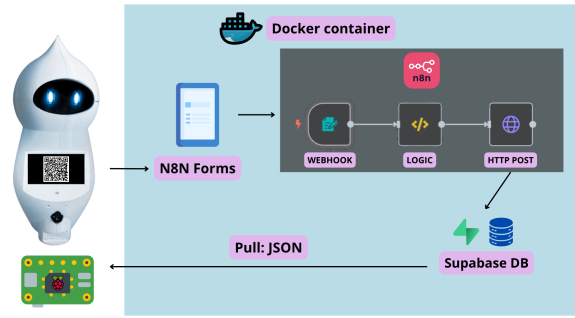 Docker container
n8n
WEBHOOK
LOGIC
HTTP POST
N8N Forms
Pull: JSON
Supabase DB